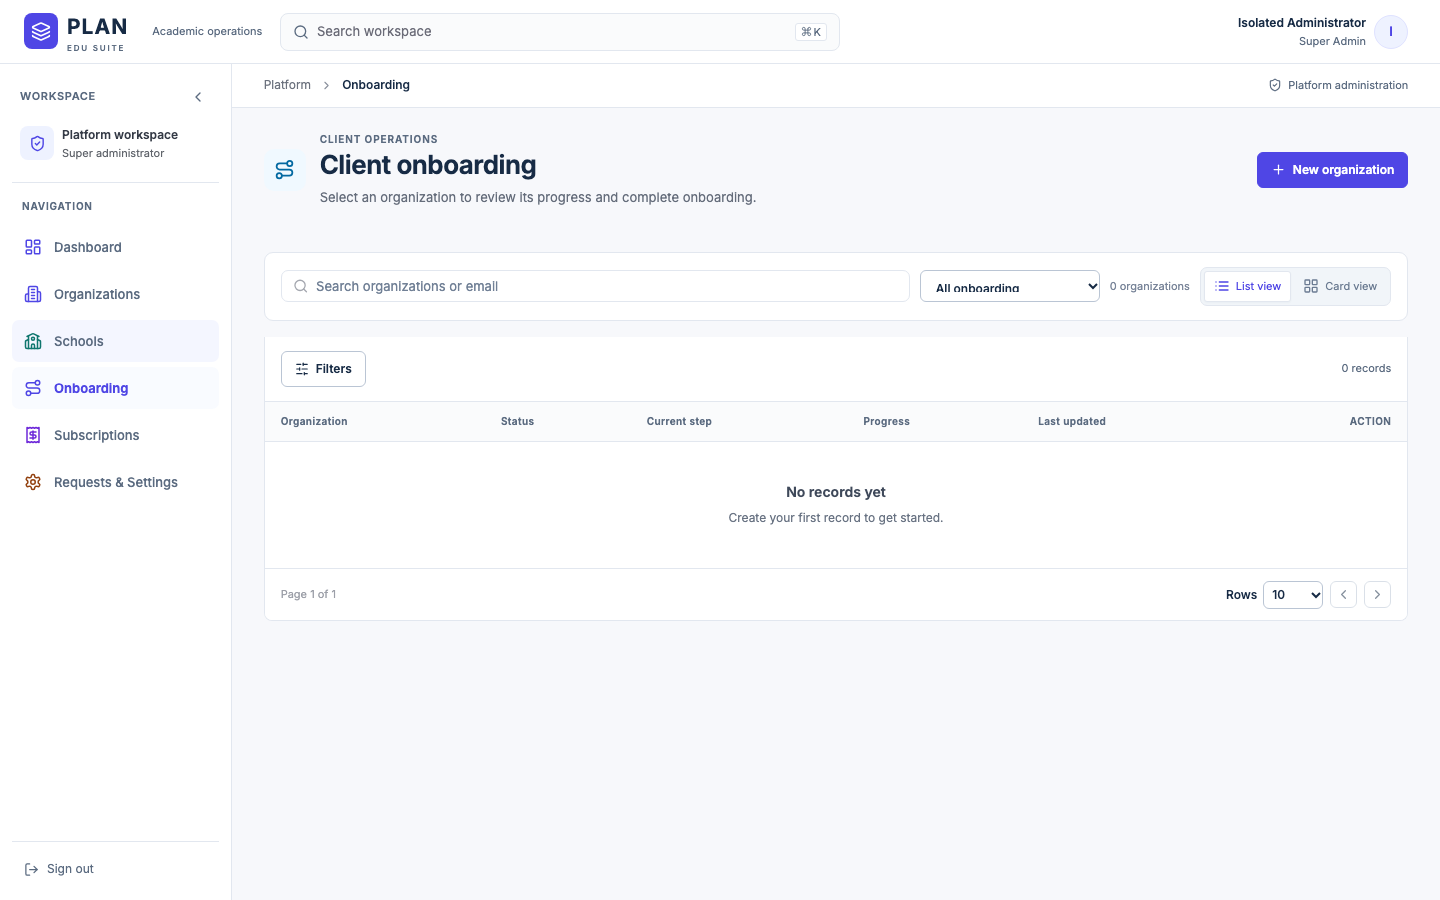 PLAN
EDU SUITE
Academic operations
Search workspace
⌘K
Isolated Administrator
Super Admin
I
WORKSPACE
Platform workspace
Super administrator
NAVIGATION
Dashboard
Organizations
Schools
Onboarding
Subscriptions
Requests & Settings
Sign out
Platform > Onboarding
Platform administration
CLIENT OPERATIONS
Client onboarding
Select an organization to review its progress and complete onboarding.
New organization
Search organizations or email
All onboarding
0 organizations
List view
Card view
Filters
0 records
Organization Status Current step Progress Last updated ACTION
No records yet
Create your first record to get started.
Page 1 of 1
Rows 10